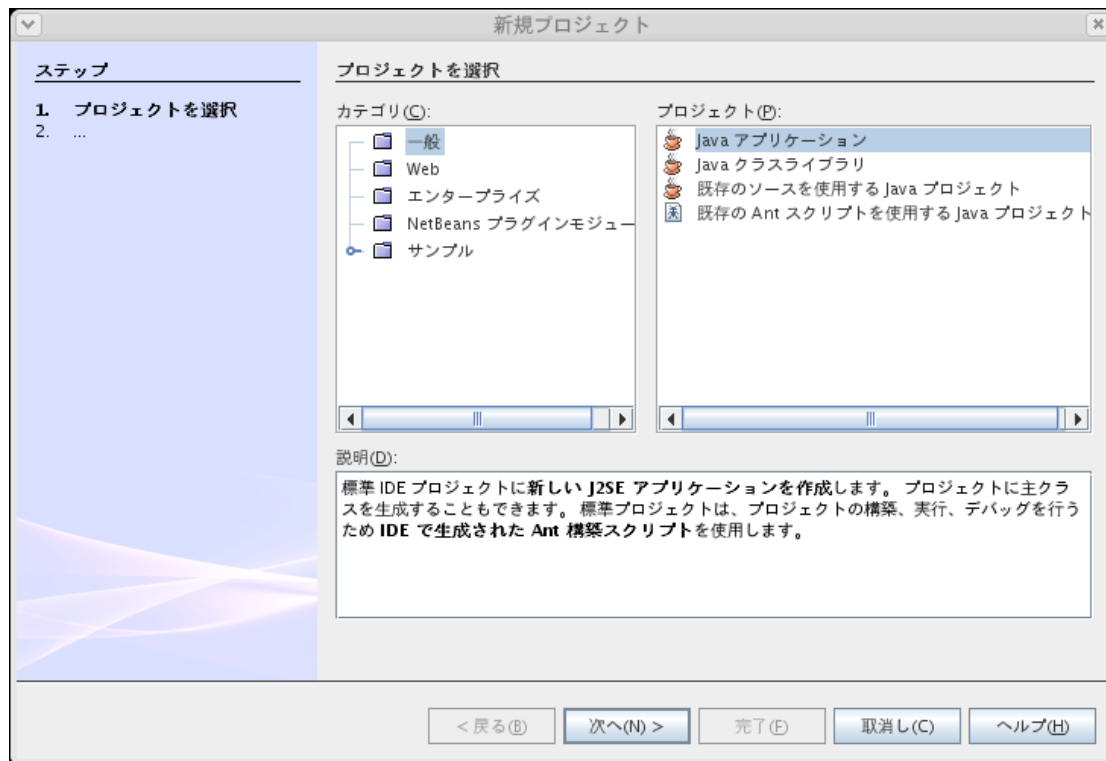 新規プロジェクト
ステップ
1. プロジェクトを選択
2. ...
プロジェクトを選択
カテゴリ(C):
一般
Web
エンタープライズ
NetBeans プラグインモジュー
サンプル
プロジェクト(P):
Java アプリケーション
Java クラスライブラリ
既存のソースを使用する Java プロジェクト
既存の Ant スクリプトを使用する Java プロジェクト
説明(D):
標準 IDE プロジェクトに新しい J2SE アプリケーションを作成します。 プロジェクトに主クラ
スを生成することもできます。 標準プロジェクトは、プロジェクトの構築、実行、デバッグを行う
ため IDE で生成された Ant 構築スクリプトを使用します。
< 戻る(B)
次へ(N) >
完了(F)
取消し(C)
ヘルプ(H)